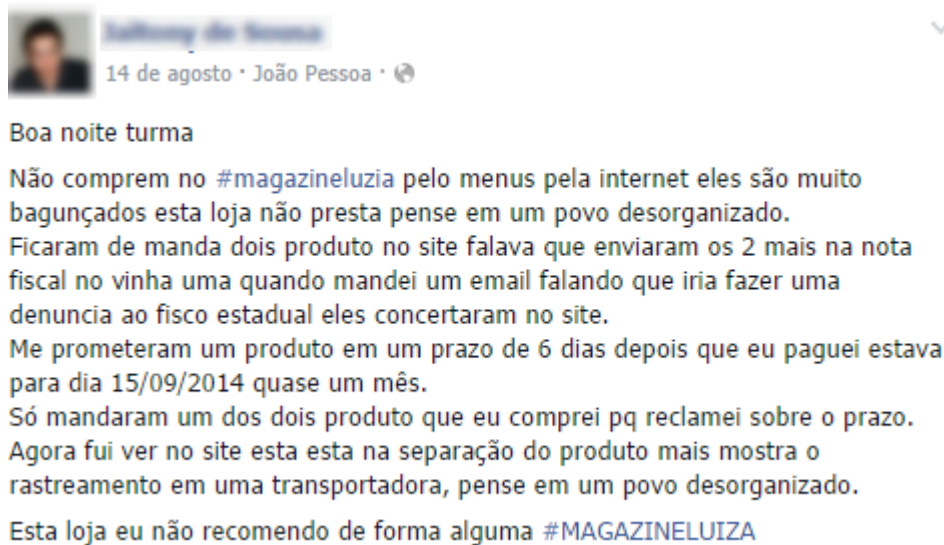 14 de agosto · João Pessoa ·
Boa noite turma
Não comprem no #magazineluzia pelo menus pela internet eles são muito
bagunçados esta loja não presta pense em um povo desorganizado.
Ficaram de manda dois produto no site falava que enviaram os 2 mais na nota
fiscal no vinha uma quando mandei um email falando que iria fazer uma
denuncia ao fisco estadual eles concertaram no site.
Me prometeram um produto em um prazo de 6 dias depois que eu paguei estava
para dia 15/09/2014 quase um mês.
Só mandaram um dos dois produto que eu comprei pq reclamei sobre o prazo.
Agora fui ver no site esta esta na separação do produto mais mostra o
rastreamento em uma transportadora, pense em um povo desorganizado.
Esta loja eu não recomendo de forma alguma #MAGAZINELUIZA